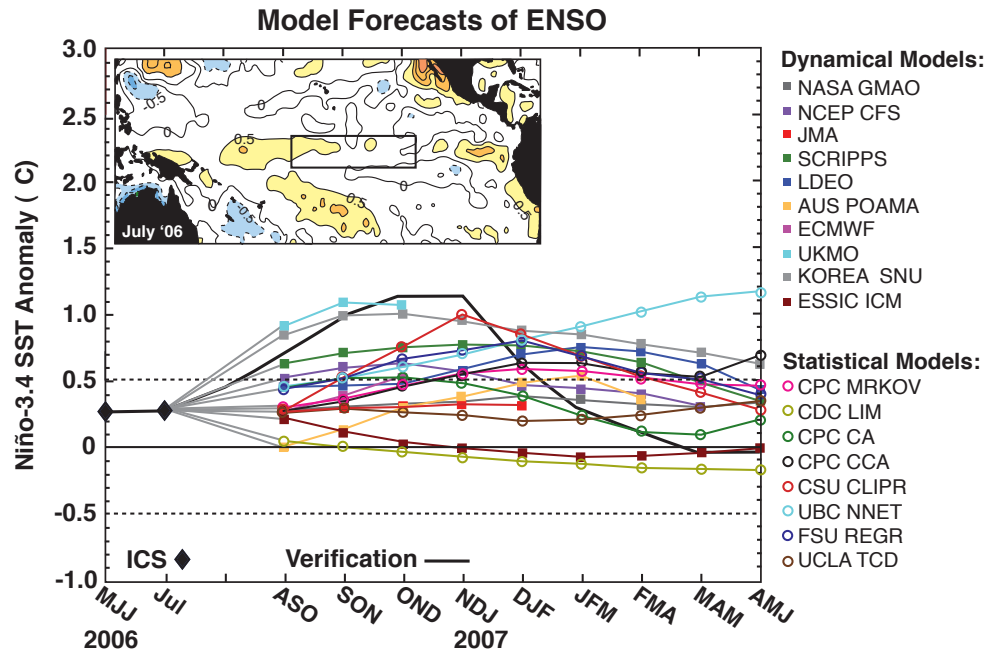 Model Forecasts of ENSO
Niño-3.4 SST Anomaly ( C)
3.0
2.5
2.0
1.5
1.0
0.5
0
-0.5
-1.0
0.5
0
0
0
0.5
0
0
0.5
0
0
0.5
July ‘06
ICS
Verification
MJJ
Jul
ASO
SON
OND
NDJ
DJF
JFM
FMA
MAM
AMJ
2006
2007
Dynamical Models:
NASA GMAO
NCEP CFS
JMA
SCRIPPS
LDEO
AUS POAMA
ECMWF
UKMO
KOREA SNU
ESSIC ICM
Statistical Models:
CPC MRKOV
CDC LIM
CPC CA
CPC CCA
CSU CLIPR
UBC NNET
FSU REGR
UCLA TCD